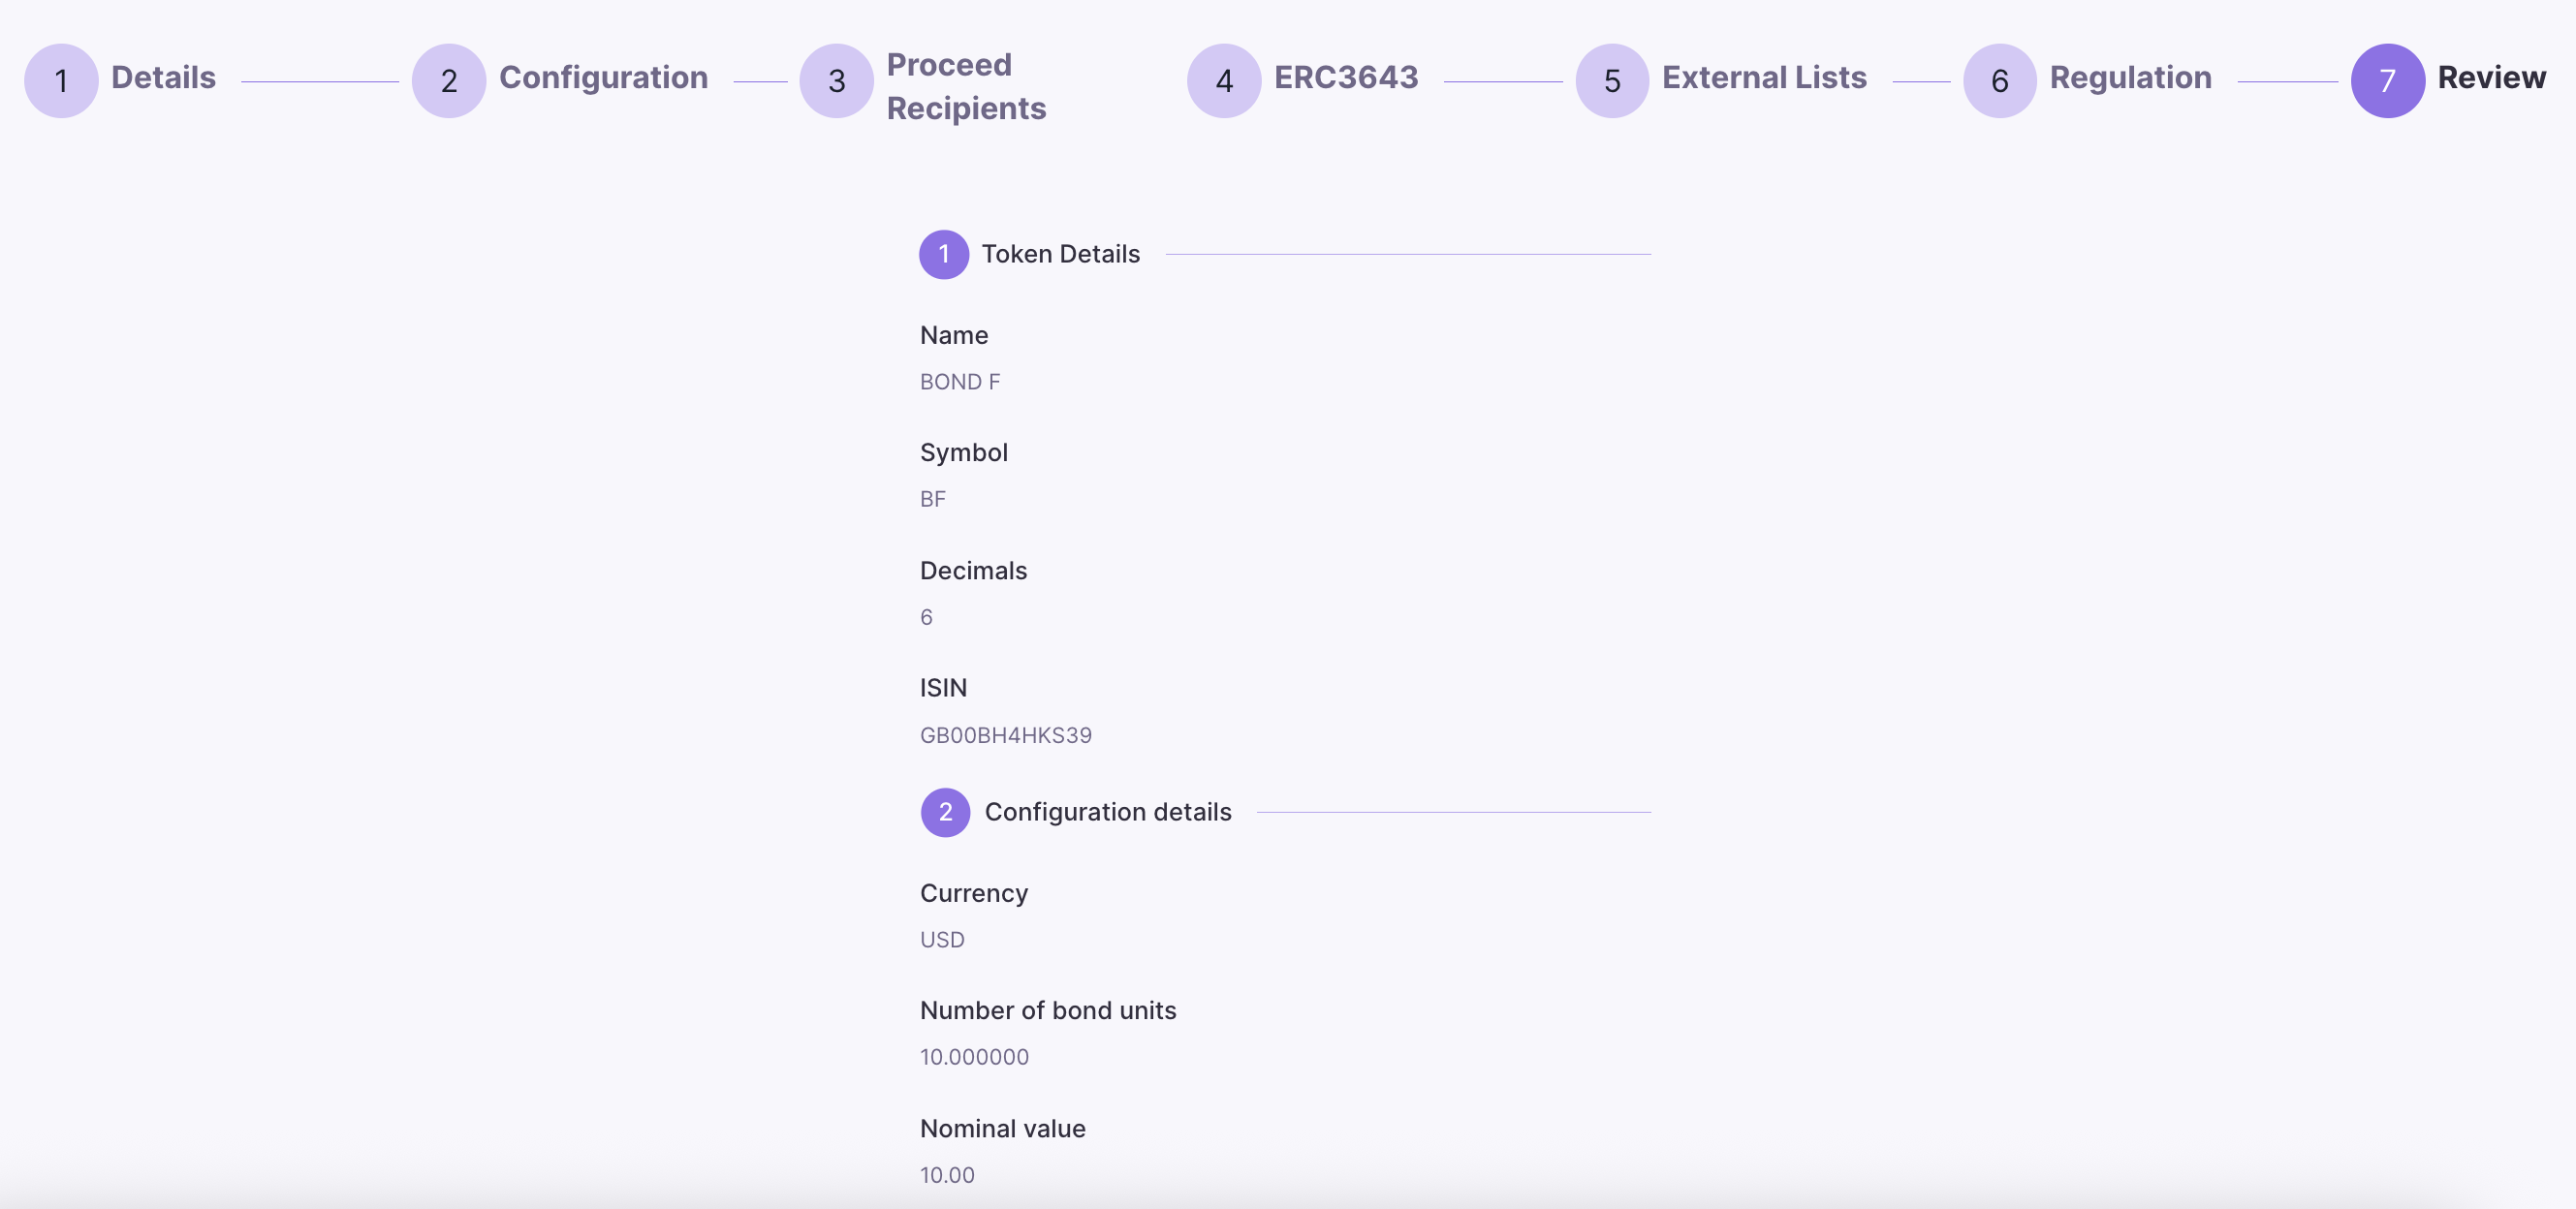 1 Details
2 Configuration
3 Proceed
Recipients
4 ERC3643
5 External Lists
6 Regulation
7 Review
1 Token Details
Name
BOND F
Symbol
BF
Decimals
6
ISIN
GB00BH4HKS39
2 Configuration details
Currency
USD
Number of bond units
10.000000
Nominal value
10.00